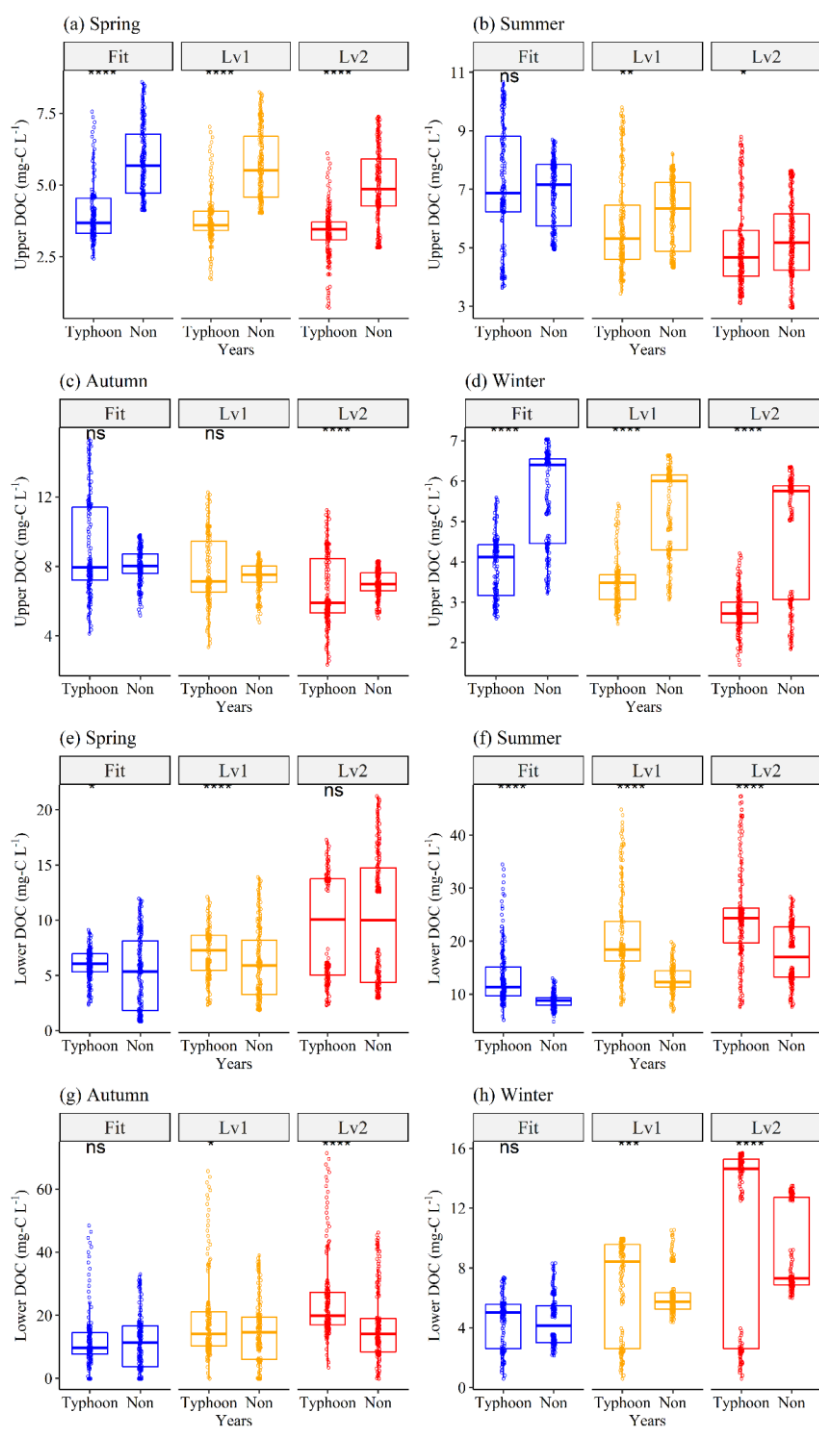 (a) Spring
Fit Lv1 Lv2
**** **** ****
Upper DOC (mg-C L⁻¹)
7.5
5.0
2.5
Typhoon Non Typhoon Non Typhoon Non
Years
(b) Summer
Fit Lv1 Lv2
ns ** *
Upper DOC (mg-C L⁻¹)
11
9
7
5
3
Typhoon Non Typhoon Non Typhoon Non
Years
(c) Autumn
Fit Lv1 Lv2
ns ns ****
Upper DOC (mg-C L⁻¹)
12
8
4
Typhoon Non Typhoon Non Typhoon Non
Years
(d) Winter
Fit Lv1 Lv2
**** **** ****
Upper DOC (mg-C L⁻¹)
7
6
5
4
3
2
Typhoon Non Typhoon Non Typhoon Non
Years
(e) Spring
Fit Lv1 Lv2
* **** ns
Lower DOC (mg-C L⁻¹)
20
15
10
5
0
Typhoon Non Typhoon Non Typhoon Non
Years
(f) Summer
Fit Lv1 Lv2
**** **** ****
Lower DOC (mg-C L⁻¹)
40
30
20
10
Typhoon Non Typhoon Non Typhoon Non
Years
(g) Autumn
Fit Lv1 Lv2
ns * ****
Lower DOC (mg-C L⁻¹)
60
40
20
0
Typhoon Non Typhoon Non Typhoon Non
Years
(h) Winter
Fit Lv1 Lv2
ns *** ****
Lower DOC (mg-C L⁻¹)
16
12
8
4
0
Typhoon Non Typhoon Non Typhoon Non
Years